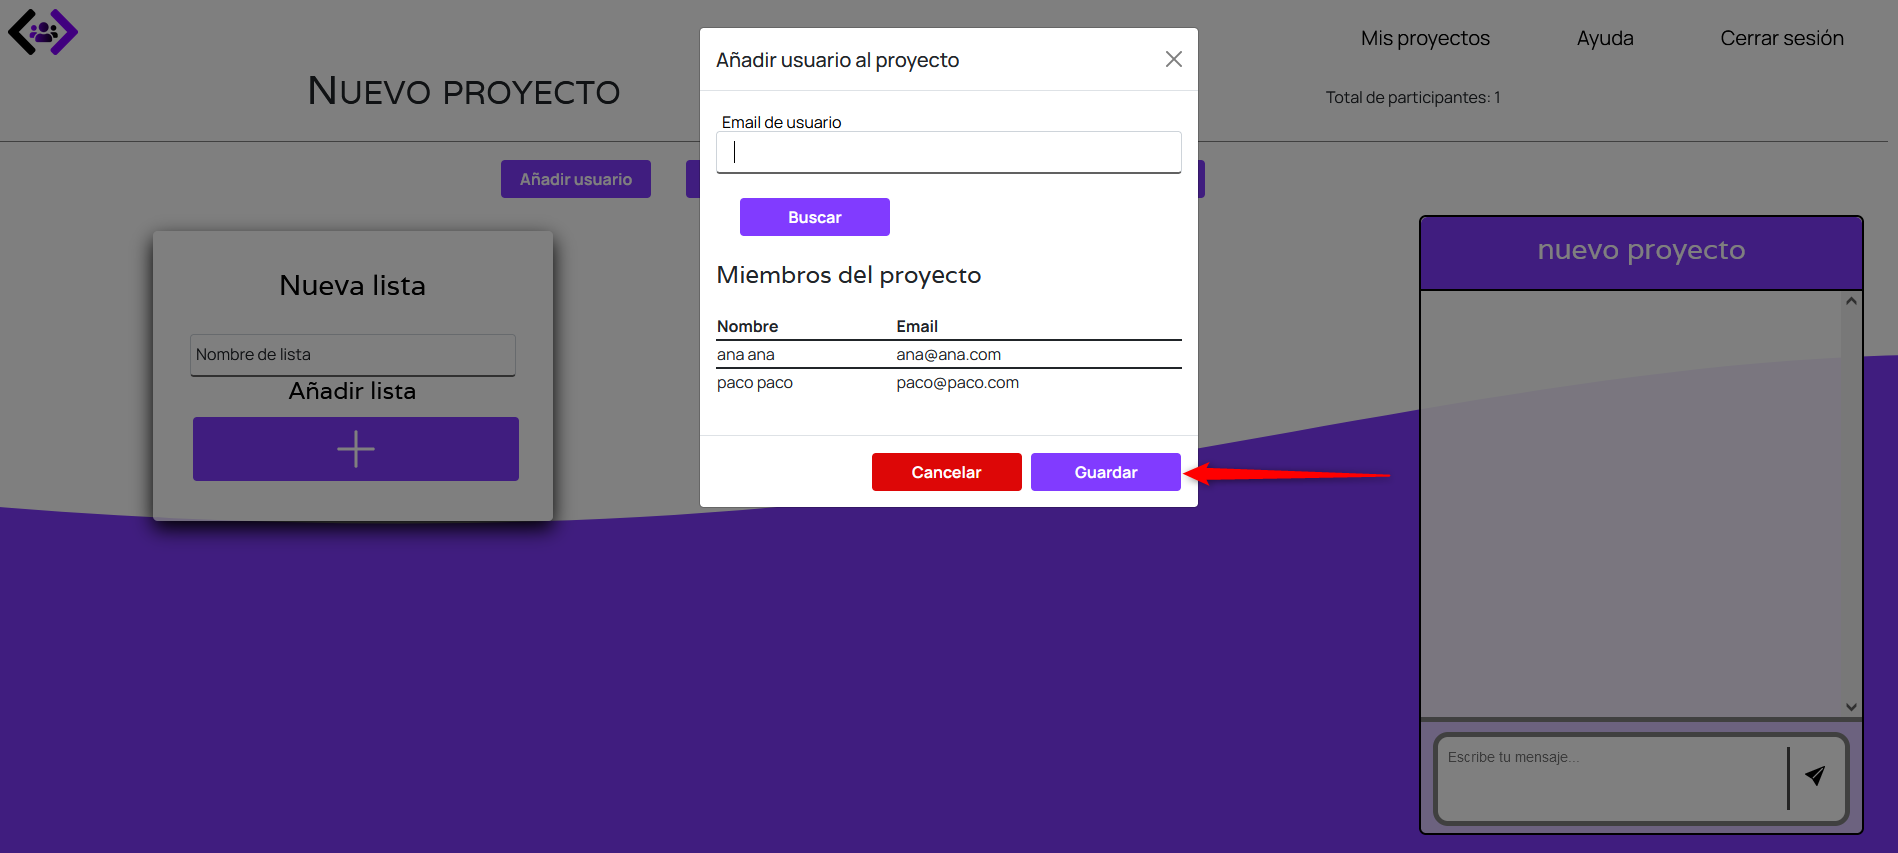 Mis proyectos Ayuda Cerrar sesión
NUEVO PROYECTO
Total de participantes: 1
Añadir usuario
Nueva lista
Nombre de lista
Añadir lista
Añadir usuario al proyecto
Email de usuario
Buscar
Miembros del proyecto
Nombre Email
ana ana ana@ana.com
paco paco paco@paco.com
Cancelar Guardar
nuevo proyecto
Escribe tu mensaje...